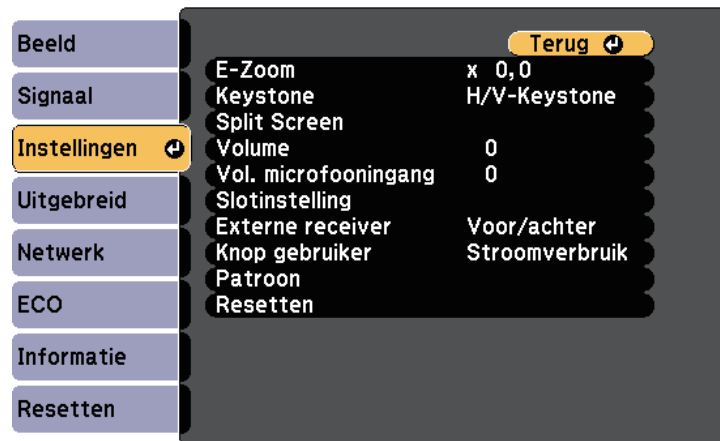 Beeld
Signaal
Instellingen
Uitgebreid
Netwerk
ECO
Informatie
Resetten
Terug
E-Zoom x 0,0
Keystone H/V-Keystone
Split Screen
Volume 0
Vol. microfooningang 0
Slotinstelling
Externe receiver Voor/achter
Knop gebruiker Stroomverbruik
Patroon
Resetten